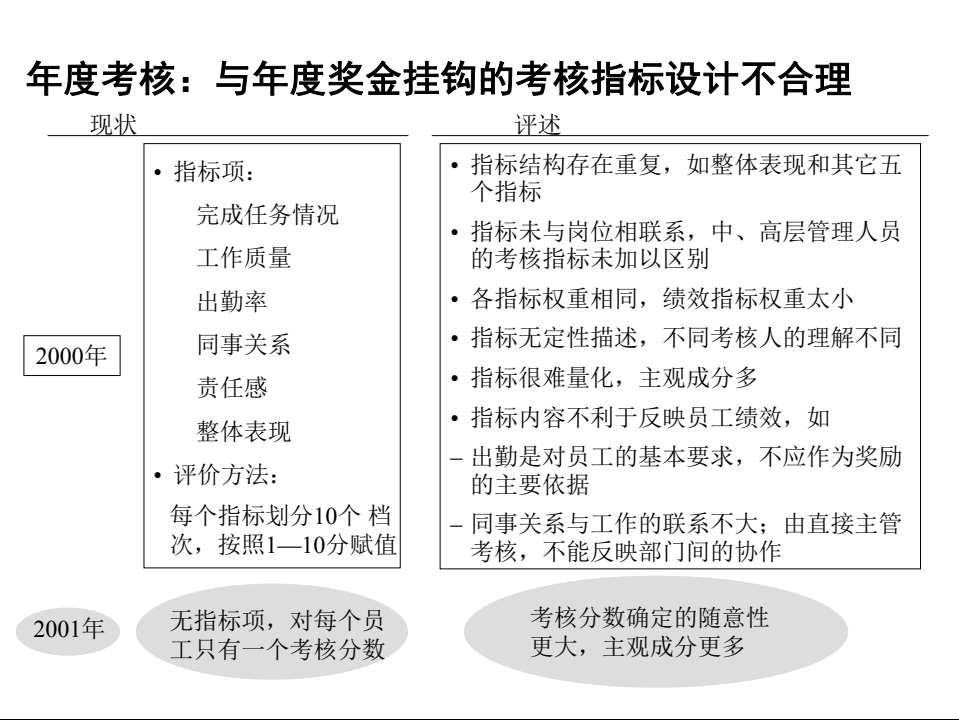 年度考核：与年度奖金挂钩的考核指标设计不合理
现状
评述
2000年
• 指标项：
完成任务情况
工作质量
出勤率
同事关系
责任感
整体表现
• 评价方法：
每个指标划分10个 档
次，按照1—10分赋值
• 指标结构存在重复，如整体表现和其它五
个指标
• 指标未与岗位相联系，中、高层管理人员
的考核指标未加以区别
• 各指标权重相同，绩效指标权重太小
• 指标无定性描述，不同考核人的理解不同
• 指标很难量化，主观成分多
• 指标内容不利于反映员工绩效，如
– 出勤是对员工的基本要求，不应作为奖励
的主要依据
– 同事关系与工作的联系不大；由直接主管
考核，不能反映部门间的协作
2001年
无指标项，对每个员
工只有一个考核分数
考核分数确定的随意性
更大，主观成分更多